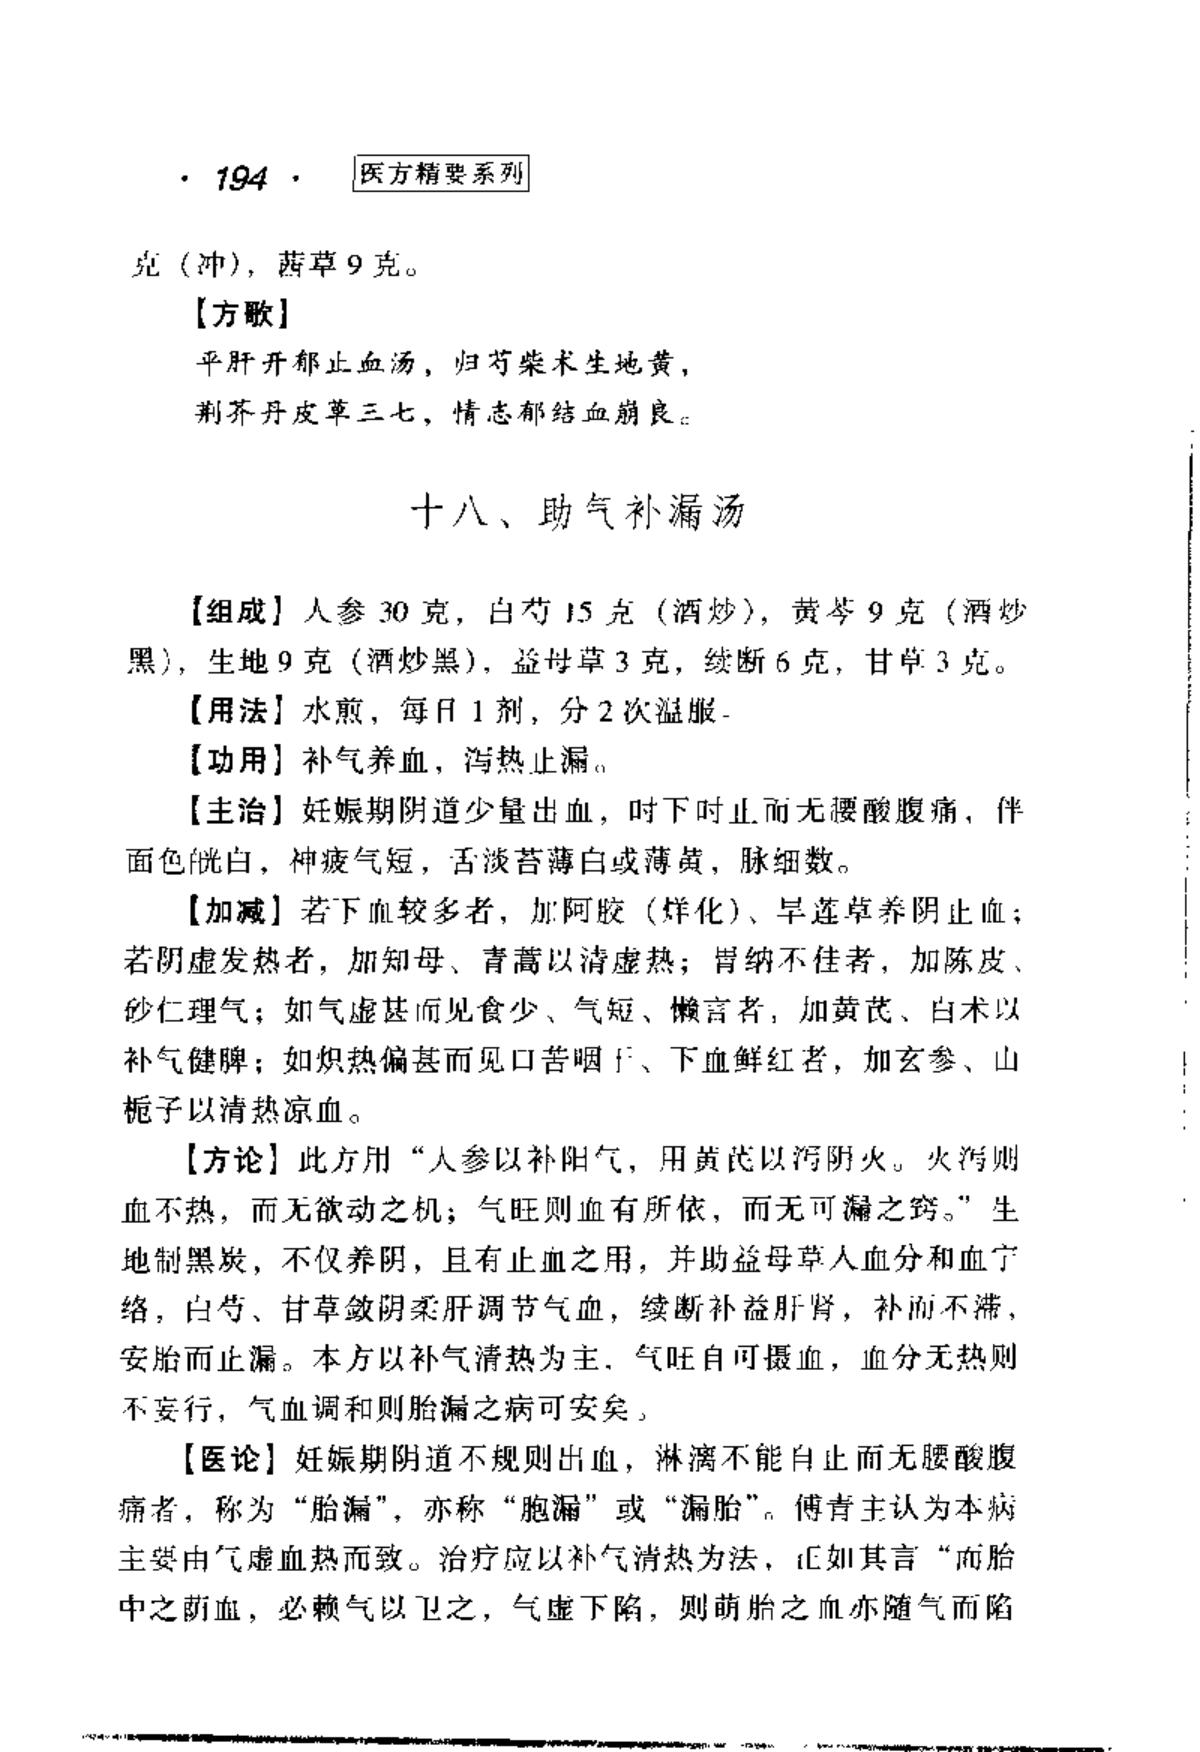 · 194 · 医方精要系列
克（冲），茜草 9 克。
【方歌】
平肝开郁止血汤，归芍柴术生地黄，
荆芥丹皮草三七，情志郁结血崩良。
十八、助气补漏汤
【组成】人参 30 克，白芍 15 克（酒炒），黄芩 9 克（酒炒
黑），生地 9 克（酒炒黑），益母草 3 克，续断 6 克，甘草 3 克。
【用法】水煎，每日 1 剂，分 2 次温服。
【功用】补气养血，泻热止漏。
【主治】妊娠期阴道少量出血，时下时止而无腰酸腹痛，伴
面色㿠白，神疲气短，舌淡苔薄白或薄黄，脉细数。
【加减】若下血较多者，加阿胶（烊化）、旱莲草养阴止血；
若阴虚发热者，加知母、青蒿以清虚热；胃纳不佳者，加陈皮、
砂仁理气；如气虚甚而见食少、气短、懒言者，加黄芪、白术以
补气健脾；如炽热偏甚而见口苦咽干、下血鲜红者，加玄参、山
栀子以清热凉血。
【方论】此方用“人参以补阳气，用黄芪以泻阴火。火泻则
血不热，而无欲动之机；气旺则血有所依，而无可漏之窍。”生
地制黑炭，不仅养阴，且有止血之用，并助益母草入血分和血宁
络，白芍、甘草敛阴柔肝调节气血，续断补益肝肾，补而不滞，
安胎而止漏。本方以补气清热为主，气旺自可摄血，血分无热则
不妄行，气血调和则胎漏之病可安矣。
【医论】妊娠期阴道不规则出血，淋漓不能自止而无腰酸腹
痛者，称为“胎漏”，亦称“胞漏”或“漏胎”。傅青主认为本病
主要由气虚血热而致。治疗应以补气清热为法，正如其言“而胎
中之荫血，必赖气以卫之，气虚下陷，则萌胎之血亦随气而陷